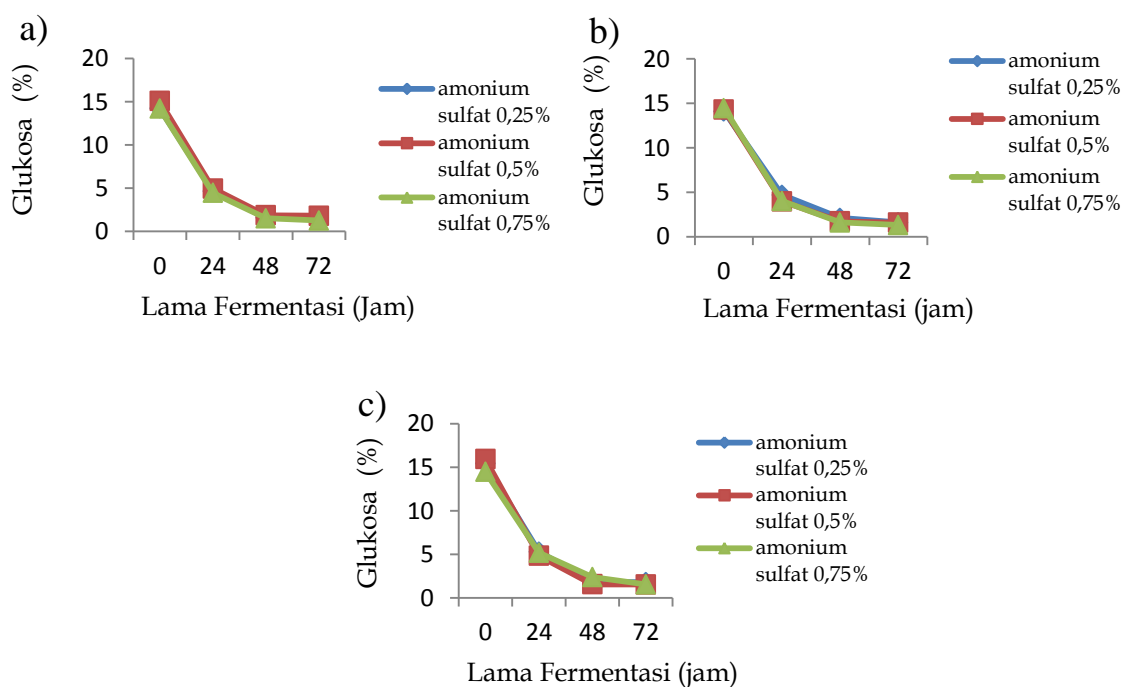 a)
Glukosa (%)
20
15
10
5
0
0 24 48 72
Lama Fermentasi (Jam)
amonium
sulfat 0,25%
amonium
sulfat 0,5%
amonium
sulfat 0,75%
b)
Glukosa (%)
20
15
10
5
0
0 24 48 72
Lama Fermentasi (jam)
amonium
sulfat 0,25%
amonium
sulfat 0,5%
amonium
sulfat 0,75%
c)
Glukosa (%)
20
15
10
5
0
0 24 48 72
Lama Fermentasi (jam)
amonium
sulfat 0,25%
amonium
sulfat 0,5%
amonium
sulfat 0,75%